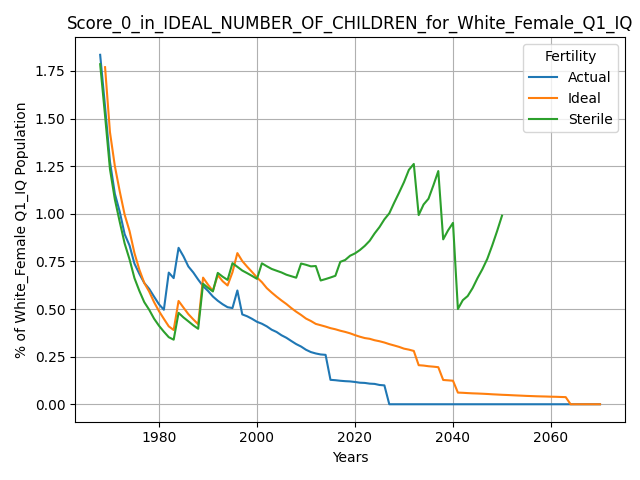 Score_0_in_IDEAL_NUMBER_OF_CHILDREN_for_White_Female_Q1_IQ
Fertility
Actual
Ideal
Sterile
% of White_Female Q1_IQ Population
1.75
1.50
1.25
1.00
0.75
0.50
0.25
0.00
1980 2000 2020 2040 2060
Years